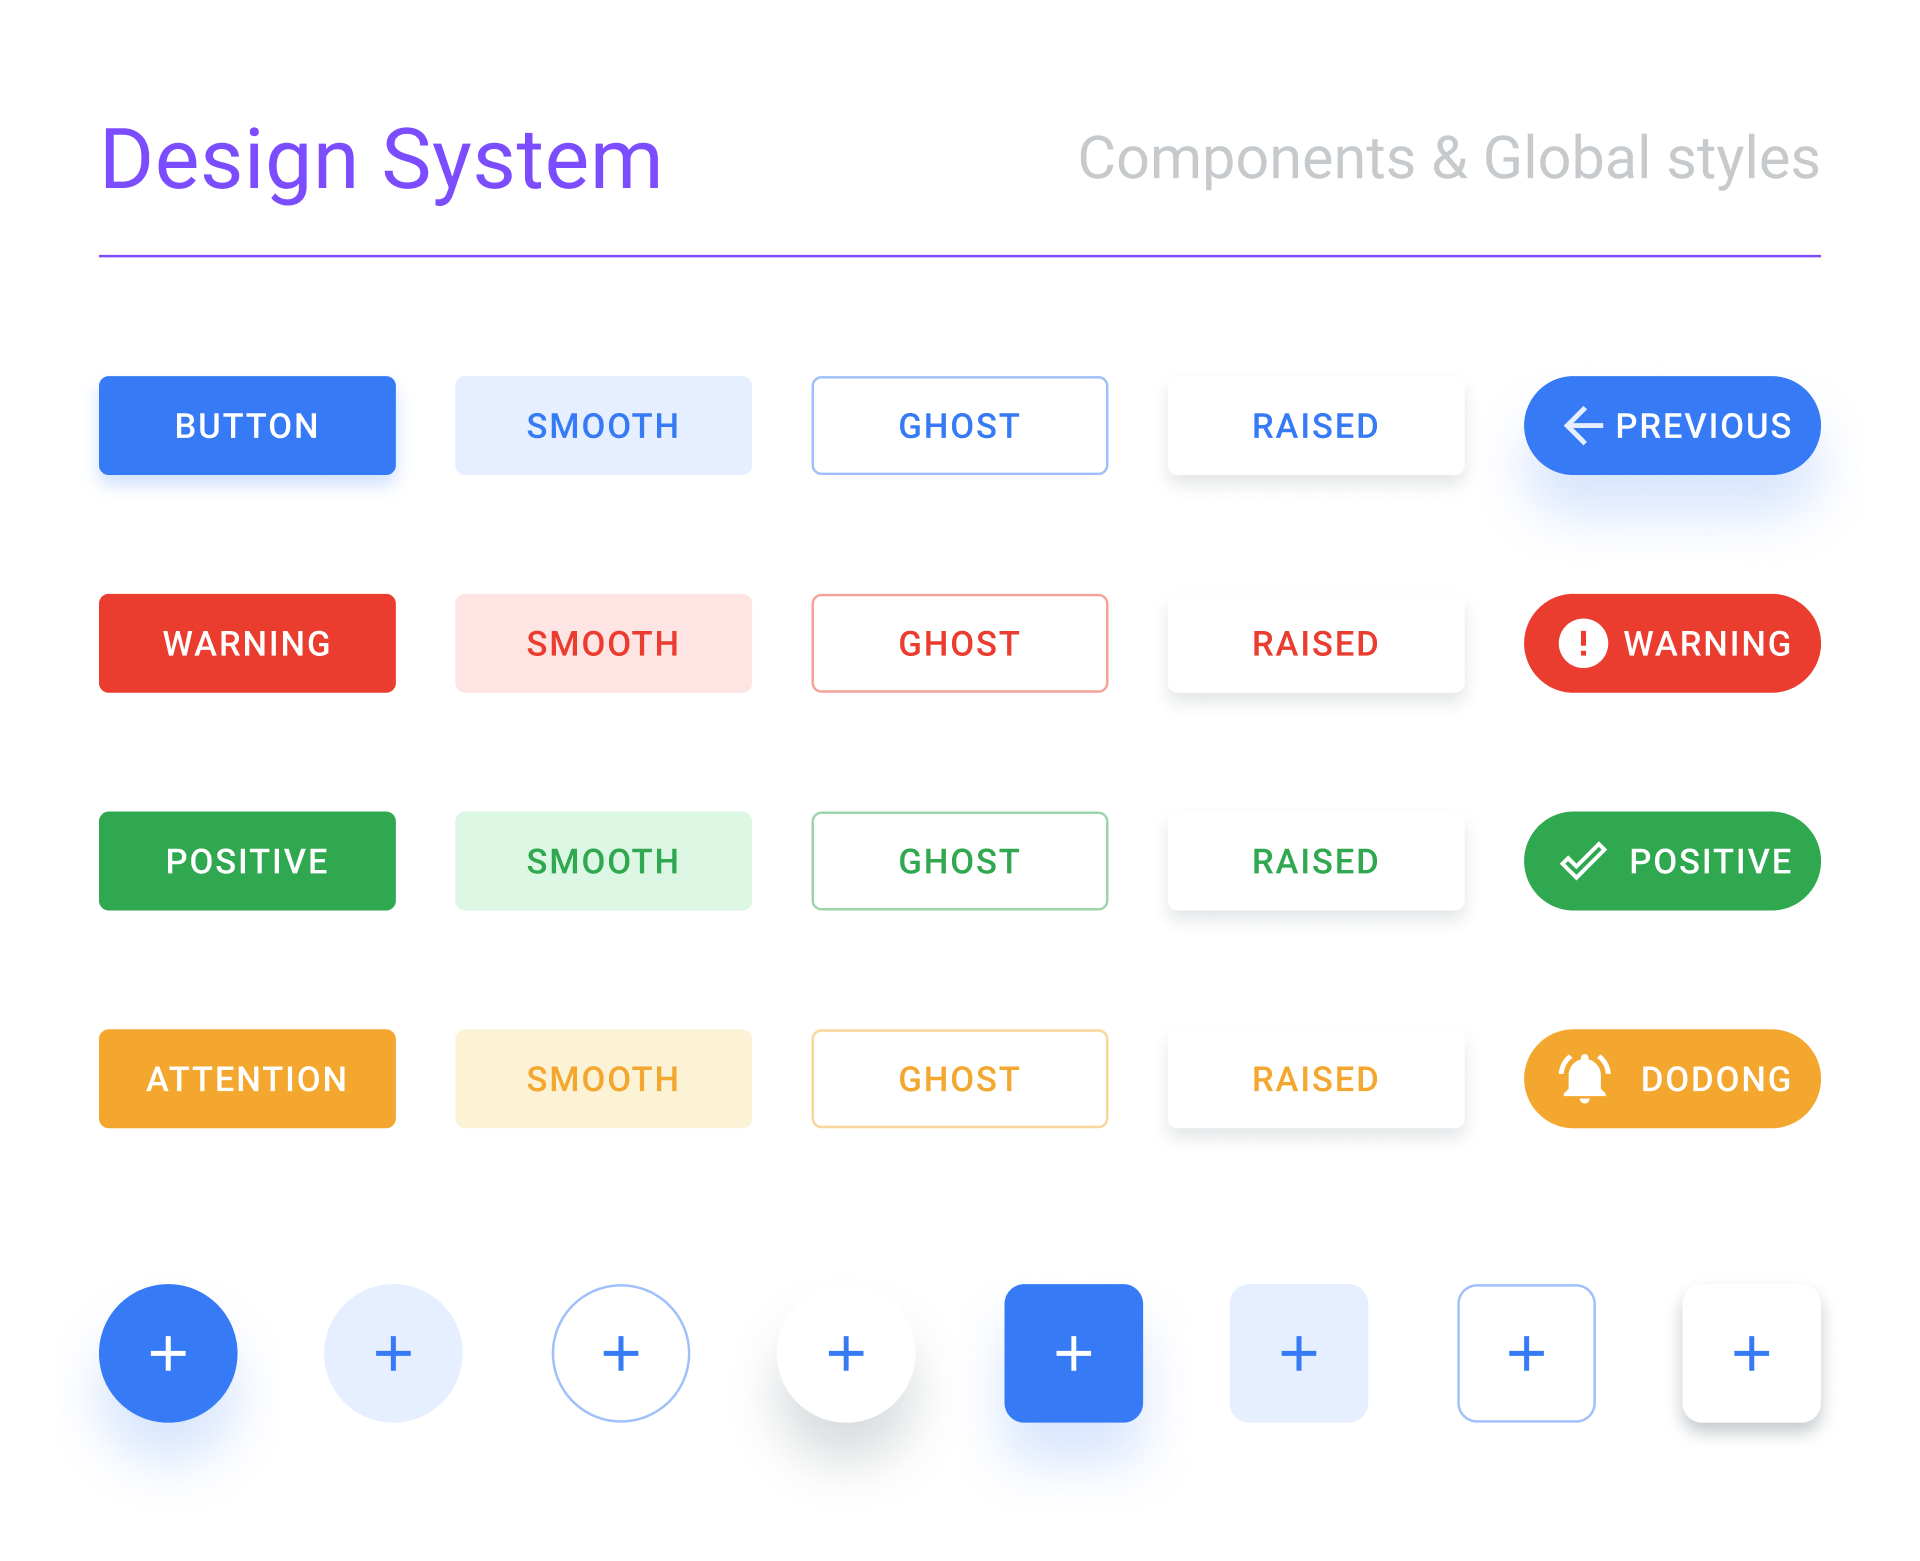 Design System
Components & Global styles
BUTTON
SMOOTH
GHOST
RAISED
PREVIOUS
WARNING
SMOOTH
GHOST
RAISED
WARNING
POSITIVE
SMOOTH
GHOST
RAISED
POSITIVE
ATTENTION
SMOOTH
GHOST
RAISED
DODONG